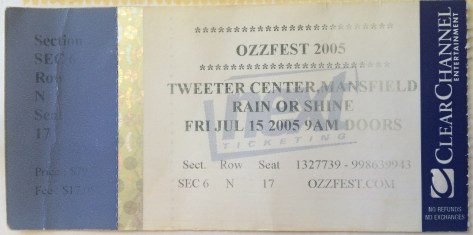 Section
SEC 6
Row
N
Seat
17
************************
OZZFEST 2005
************************
TWEETER CENTER, MANSFIELD
RAIN OR SHINE
FRI JUL 15 2005 9AM DOORS
TICKETING
Sect. Row Seat 1327739 - 998639943
SEC 6 N 17 OZZFEST.COM
CLEARCHANNEL
ENTERTAINMENT
NO REFUNDS
NO EXCHANGES